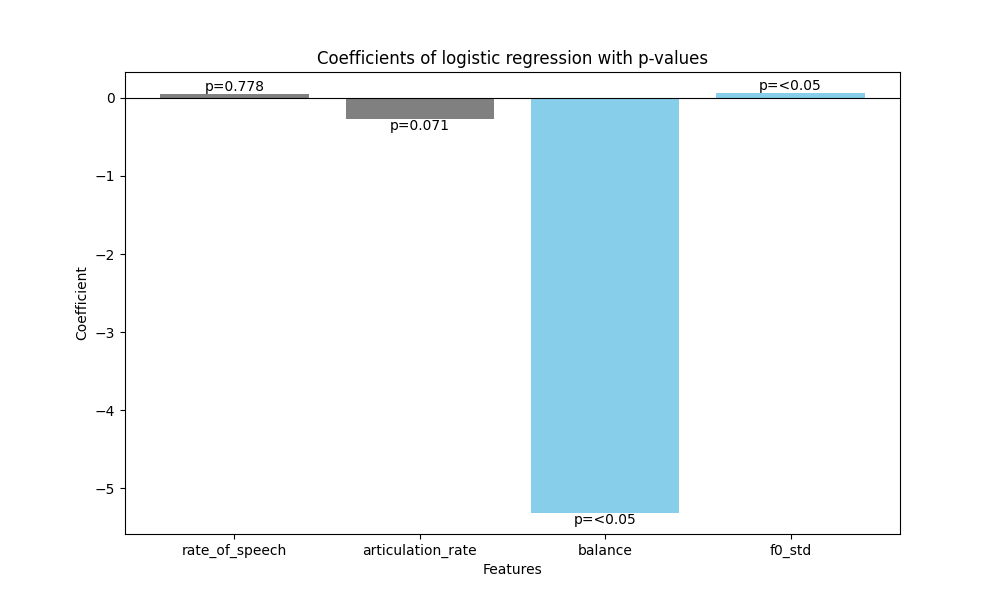 Coefficients of logistic regression with p-values
p=0.778
p=<0.05
0
p=0.071
−1
−2
Coefficient
−3
−4
−5
p=<0.05
rate_of_speech
articulation_rate
balance
f0_std
Features